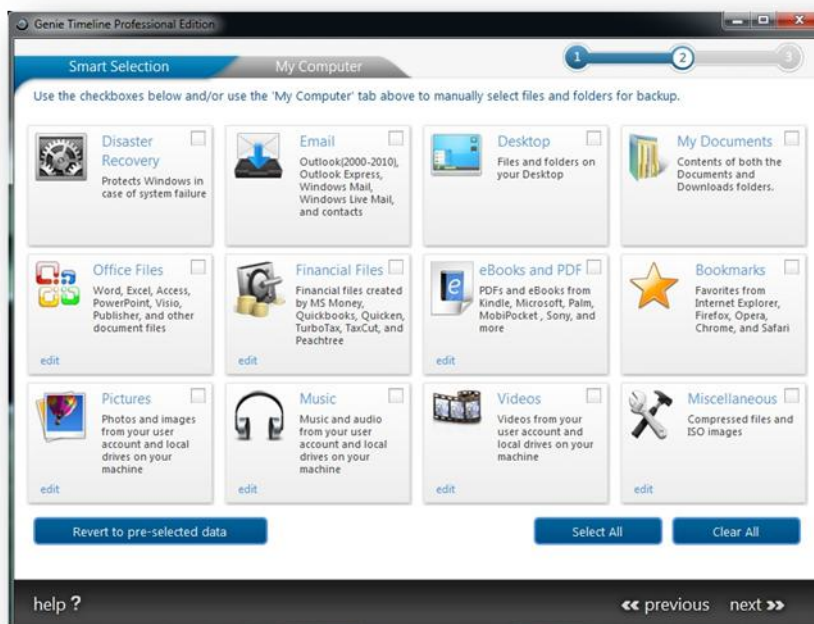 Genie Timeline Professional Edition
Smart Selection
My Computer
1
2
3
Use the checkboxes below and/or use the 'My Computer' tab above to manually select files and folders for backup.
Disaster
Recovery
Protects Windows in
case of system failure
Email
Outlook(2000-2010),
Outlook Express,
Windows Mail,
Windows Live Mail,
and contacts
Desktop
Files and folders on
your Desktop
My Documents
Contents of both the
Documents and
Downloads folders.
Office Files
Word, Excel, Access,
PowerPoint, Visio,
Publisher, and other
document files
edit
Financial Files
Financial files created
by MS Money,
Quickbooks, Quicken,
TurboTax, TaxCut, and
Peachtree
eBooks and PDF
PDFs and eBooks from
Kindle, Microsoft, Palm,
MobiPocket , Sony, and
more
edit
Bookmarks
Favorites from
Internet Explorer,
Firefox, Opera,
Chrome, and Safari
Pictures
Photos and images
from your user
account and local
drives on your
machine
edit
Music
Music and audio
from your user
account and local
drives on your
machine
edit
Videos
Videos from your
user account and
local drives on your
machine
edit
Miscellaneous
Compressed files and
ISO images
edit
Revert to pre-selected data
Select All
Clear All
help ?
previous
next